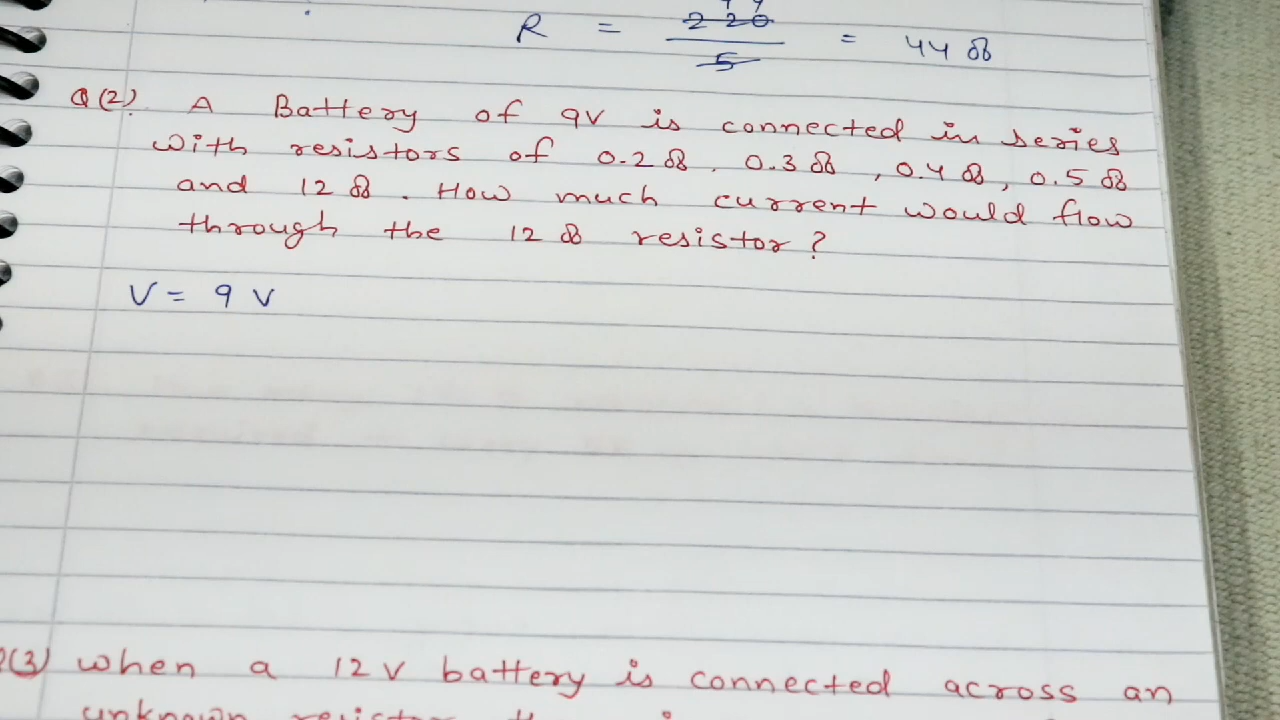 R = 220 / 5 = 44 Ω
Q(2). A Battery of 9V is connected in series
with resistors of 0.2 Ω, 0.3 Ω, 0.4 Ω, 0.5 Ω
and 12 Ω. How much current would flow
through the 12 Ω resistor?
V = 9 V
(3) When a 12 V battery is connected across an
unknown